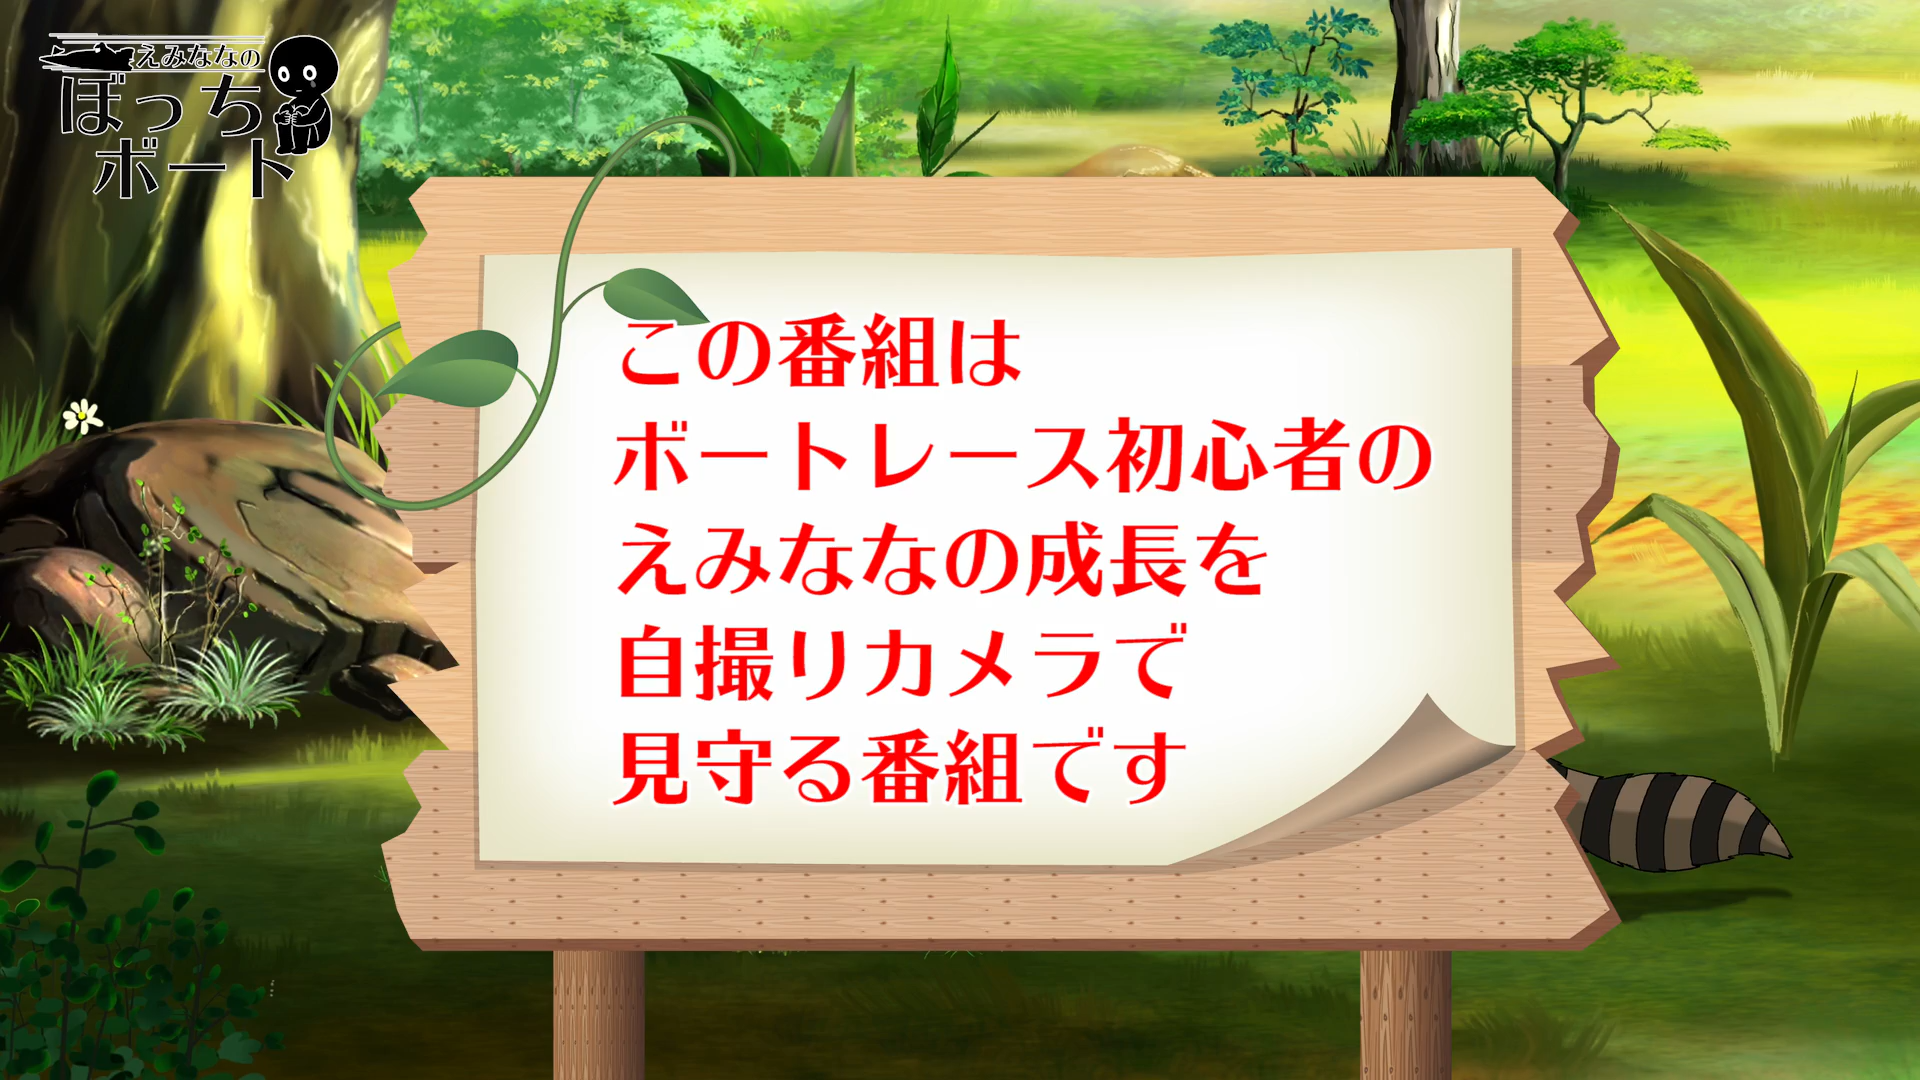 えみななの
ぼっち
ボート
この番組は
ボートレース初心者の
えみななの成長を
自撮りカメラで
見守る番組です